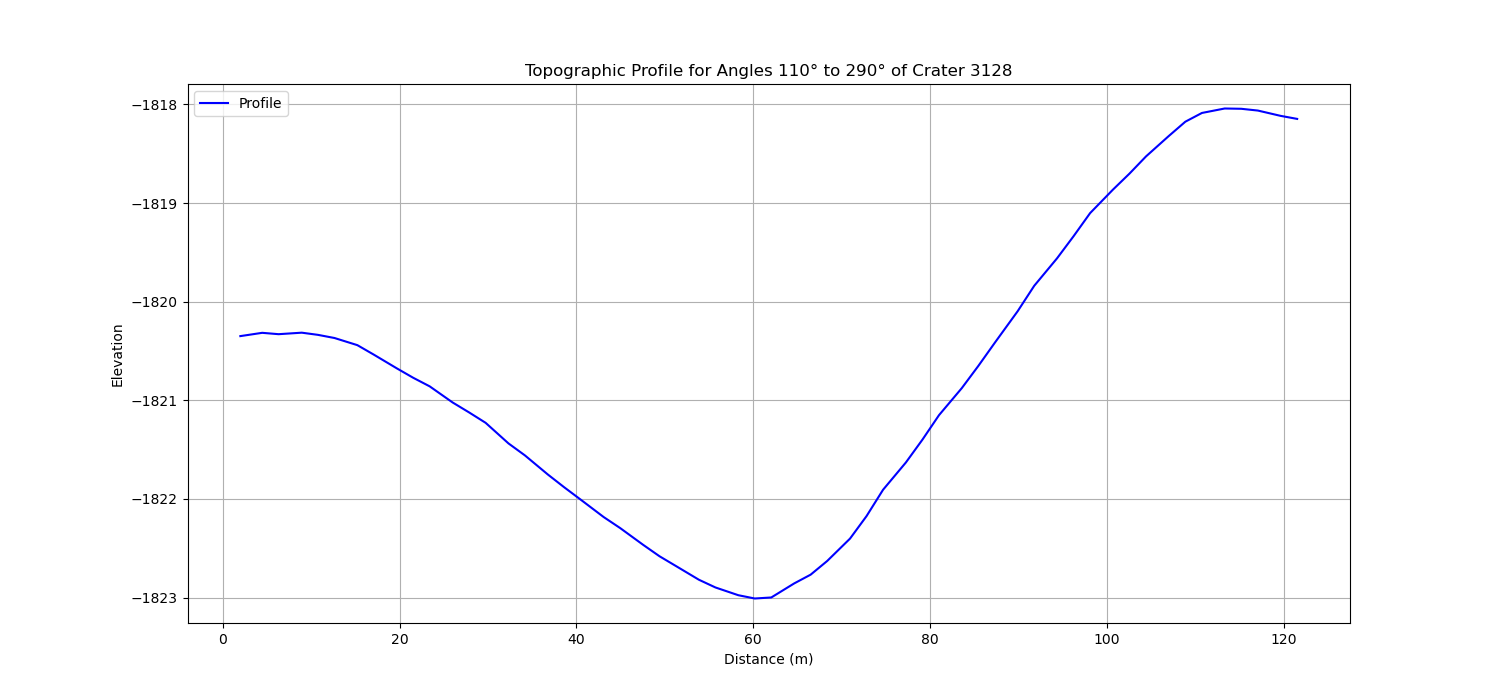 Topographic Profile for Angles 110° to 290° of Crater 3128
Profile
−1818
−1819
−1820
−1821
−1822
−1823
Elevation
0 20 40 60 80 100 120
Distance (m)